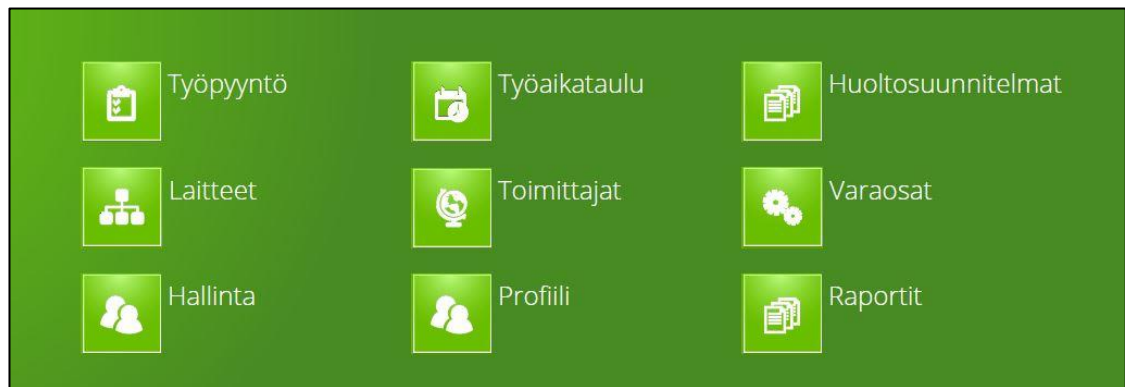 Työpyyntö
Työaikataulu
Huoltosuunnitelmat
Laitteet
Toimittajat
Varaosat
Hallinta
Profiili
Raportit